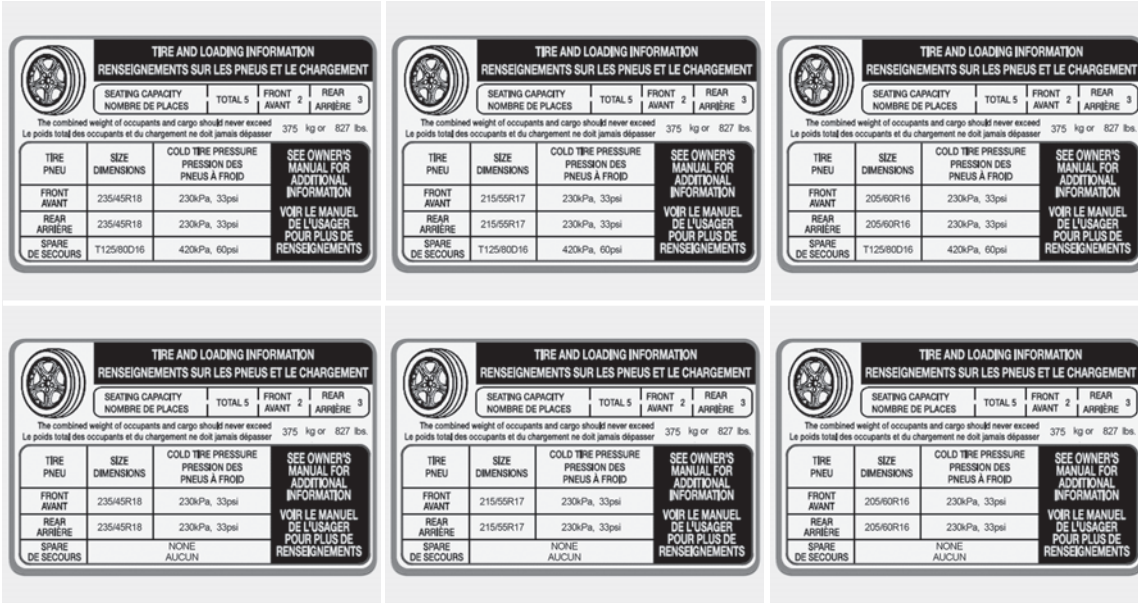 TIRE AND LOADING INFORMATION
RENSEIGNEMENTS SUR LES PNEUS ET LE CHARGEMENT
SEATING CAPACITY
NOMBRE DE PLACES
TOTAL 5
FRONT
AVANT
2
REAR
ARRIÈRE
3
The combined weight of occupants and cargo should never exceed
Le poids total des occupants et du chargement ne doit jamais dépasser
375 kg or 827 lbs.
TIRE
PNEU
SIZE
DIMENSIONS
COLD TIRE PRESSURE
PRESSION DES
PNEUS À FROID
FRONT
AVANT
235/45R18
230kPa, 33psi
REAR
ARRIÈRE
235/45R18
230kPa, 33psi
SPARE
DE SECOURS
T125/80D16
420kPa, 60psi
SEE OWNER'S
MANUAL FOR
ADDITIONAL
INFORMATION
VOIR LE MANUEL
DE L'USAGER
POUR PLUS DE
RENSEIGNEMENTS
TIRE AND LOADING INFORMATION
RENSEIGNEMENTS SUR LES PNEUS ET LE CHARGEMENT
SEATING CAPACITY
NOMBRE DE PLACES
TOTAL 5
FRONT
AVANT
2
REAR
ARRIÈRE
3
The combined weight of occupants and cargo should never exceed
Le poids total des occupants et du chargement ne doit jamais dépasser
375 kg or 827 lbs.
TIRE
PNEU
SIZE
DIMENSIONS
COLD TIRE PRESSURE
PRESSION DES
PNEUS À FROID
FRONT
AVANT
215/55R17
230kPa, 33psi
REAR
ARRIÈRE
215/55R17
230kPa, 33psi
SPARE
DE SECOURS
T125/80D16
420kPa, 60psi
SEE OWNER'S
MANUAL FOR
ADDITIONAL
INFORMATION
VOIR LE MANUEL
DE L'USAGER
POUR PLUS DE
RENSEIGNEMENTS
TIRE AND LOADING INFORMATION
RENSEIGNEMENTS SUR LES PNEUS ET LE CHARGEMENT
SEATING CAPACITY
NOMBRE DE PLACES
TOTAL 5
FRONT
AVANT
2
REAR
ARRIÈRE
3
The combined weight of occupants and cargo should never exceed
Le poids total des occupants et du chargement ne doit jamais dépasser
375 kg or 827 lbs.
TIRE
PNEU
SIZE
DIMENSIONS
COLD TIRE PRESSURE
PRESSION DES
PNEUS À FROID
FRONT
AVANT
205/60R16
230kPa, 33psi
REAR
ARRIÈRE
205/60R16
230kPa, 33psi
SPARE
DE SECOURS
T125/80D16
420kPa, 60psi
SEE OWNER'S
MANUAL FOR
ADDITIONAL
INFORMATION
VOIR LE MANUEL
DE L'USAGER
POUR PLUS DE
RENSEIGNEMENTS
TIRE AND LOADING INFORMATION
RENSEIGNEMENTS SUR LES PNEUS ET LE CHARGEMENT
SEATING CAPACITY
NOMBRE DE PLACES
TOTAL 5
FRONT
AVANT
2
REAR
ARRIÈRE
3
The combined weight of occupants and cargo should never exceed
Le poids total des occupants et du chargement ne doit jamais dépasser
375 kg or 827 lbs.
TIRE
PNEU
SIZE
DIMENSIONS
COLD TIRE PRESSURE
PRESSION DES
PNEUS À FROID
FRONT
AVANT
235/45R18
230kPa, 33psi
REAR
ARRIÈRE
235/45R18
230kPa, 33psi
SPARE
DE SECOURS
NONE
AUCUN
SEE OWNER'S
MANUAL FOR
ADDITIONAL
INFORMATION
VOIR LE MANUEL
DE L'USAGER
POUR PLUS DE
RENSEIGNEMENTS
TIRE AND LOADING INFORMATION
RENSEIGNEMENTS SUR LES PNEUS ET LE CHARGEMENT
SEATING CAPACITY
NOMBRE DE PLACES
TOTAL 5
FRONT
AVANT
2
REAR
ARRIÈRE
3
The combined weight of occupants and cargo should never exceed
Le poids total des occupants et du chargement ne doit jamais dépasser
375 kg or 827 lbs.
TIRE
PNEU
SIZE
DIMENSIONS
COLD TIRE PRESSURE
PRESSION DES
PNEUS À FROID
FRONT
AVANT
215/55R17
230kPa, 33psi
REAR
ARRIÈRE
215/55R17
230kPa, 33psi
SPARE
DE SECOURS
NONE
AUCUN
SEE OWNER'S
MANUAL FOR
ADDITIONAL
INFORMATION
VOIR LE MANUEL
DE L'USAGER
POUR PLUS DE
RENSEIGNEMENTS
TIRE AND LOADING INFORMATION
RENSEIGNEMENTS SUR LES PNEUS ET LE CHARGEMENT
SEATING CAPACITY
NOMBRE DE PLACES
TOTAL 5
FRONT
AVANT
2
REAR
ARRIÈRE
3
The combined weight of occupants and cargo should never exceed
Le poids total des occupants et du chargement ne doit jamais dépasser
375 kg or 827 lbs.
TIRE
PNEU
SIZE
DIMENSIONS
COLD TIRE PRESSURE
PRESSION DES
PNEUS À FROID
FRONT
AVANT
205/60R16
230kPa, 33psi
REAR
ARRIÈRE
205/60R16
230kPa, 33psi
SPARE
DE SECOURS
NONE
AUCUN
SEE OWNER'S
MANUAL FOR
ADDITIONAL
INFORMATION
VOIR LE MANUEL
DE L'USAGER
POUR PLUS DE
RENSEIGNEMENTS